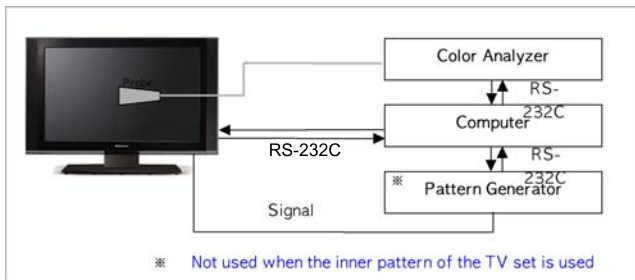 Color Analyzer
Probe
RS-
232C
Computer
RS-232C
RS-
232C
※ Pattern Generator
Signal
※ Not used when the inner pattern of the TV set is used